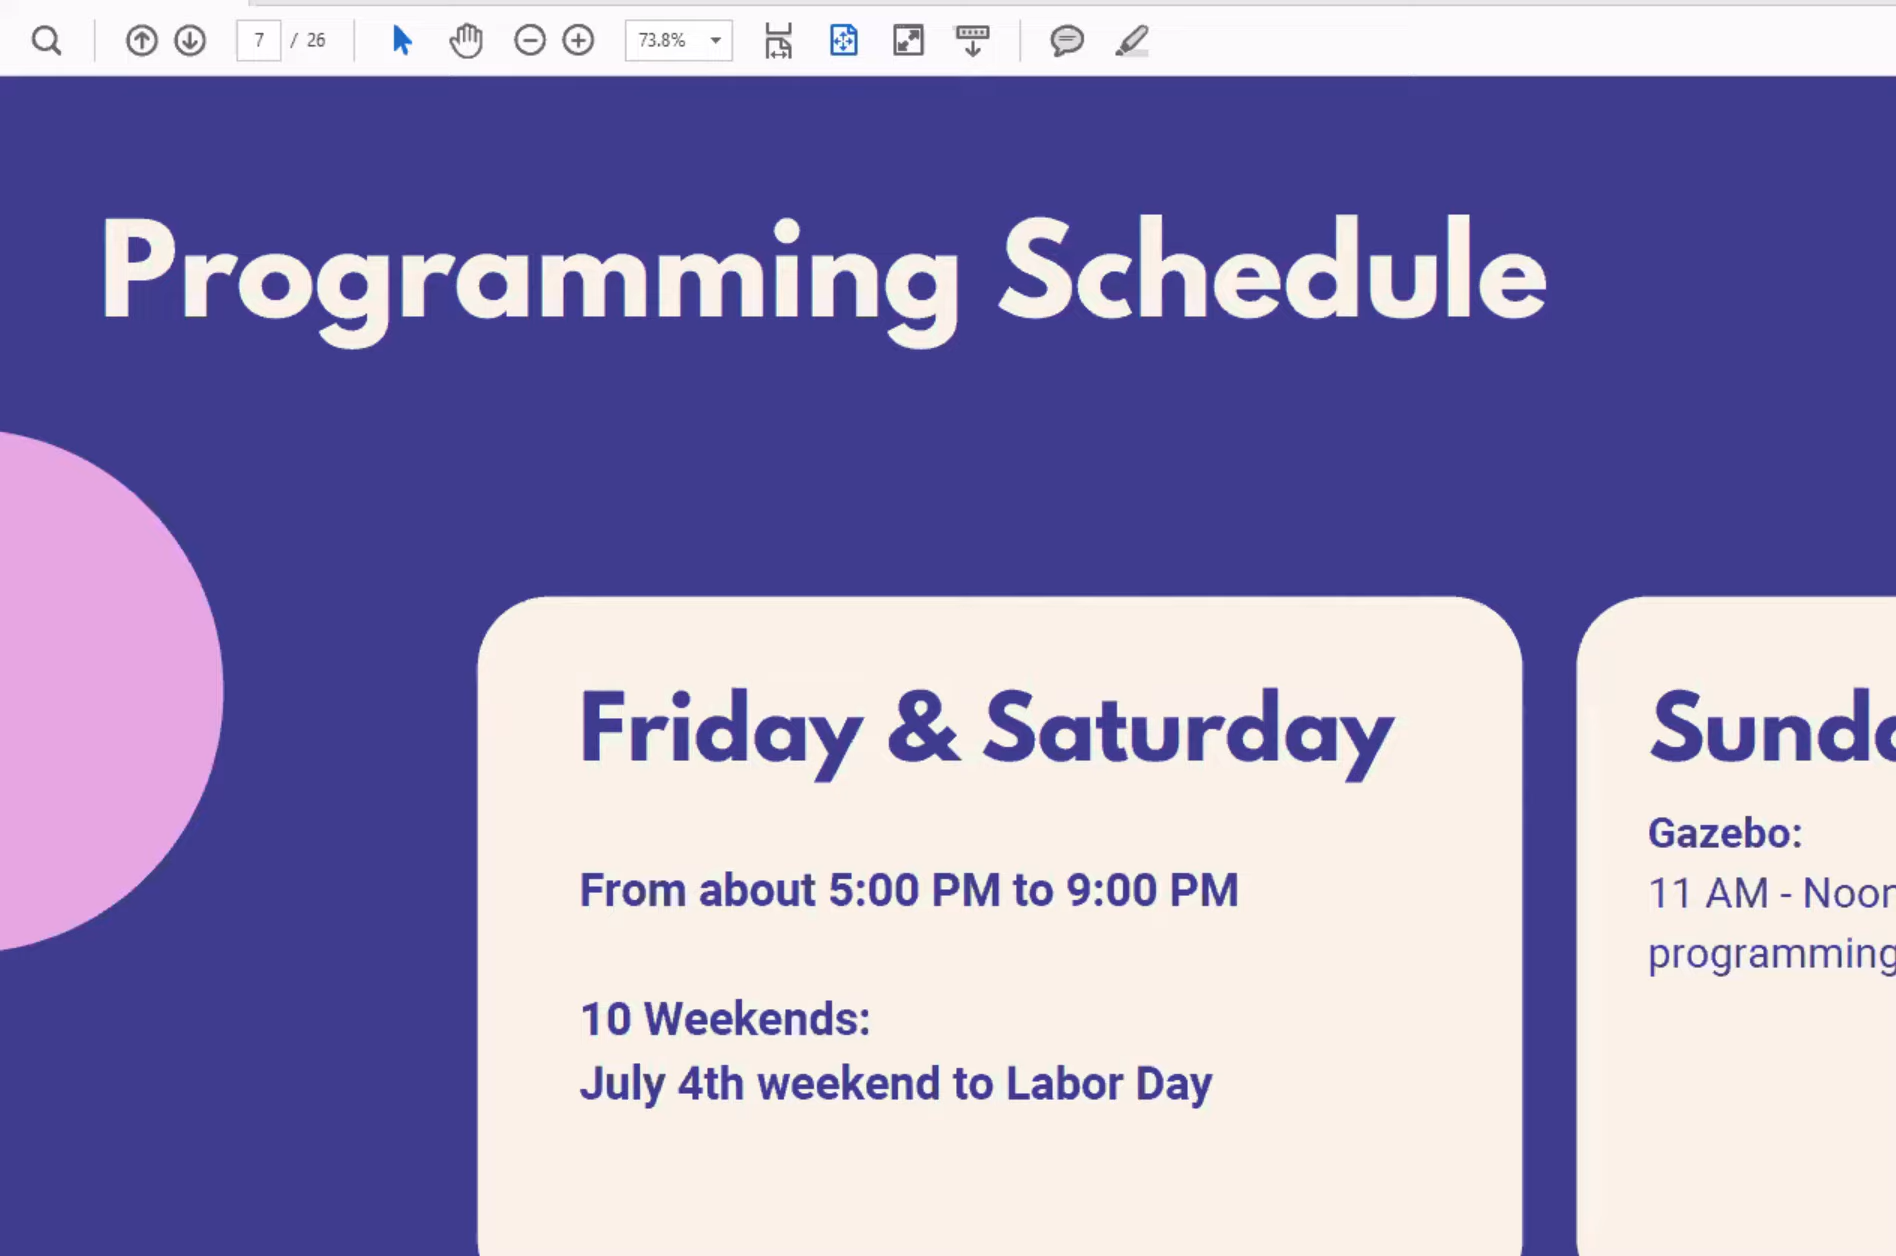 7 / 26
73.8%
Programming Schedule
Friday & Saturday
From about 5:00 PM to 9:00 PM
10 Weekends:
July 4th weekend to Labor Day
Gazebo:
11 AM -
programming